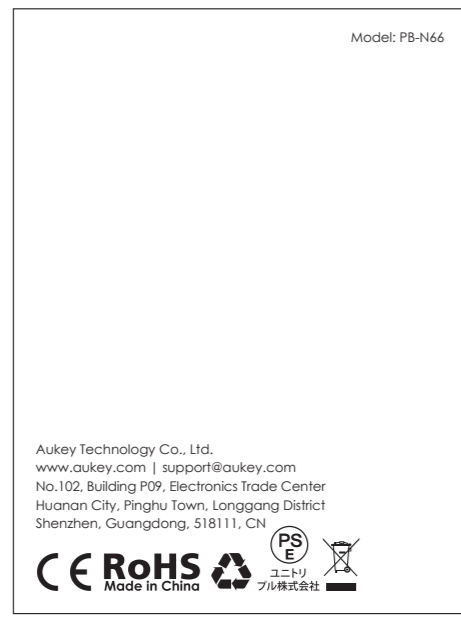 Model: PB-N66
Aukey Technology Co., Ltd.
www.aukey.com | support@aukey.com
No.102, Building P09, Electronics Trade Center
Huanan City, Pinghu Town, Longgang District
Shenzhen, Guangdong, 518111, CN
CE RoHS
Made in China
PS
E
ユニトリ
プル株式会社